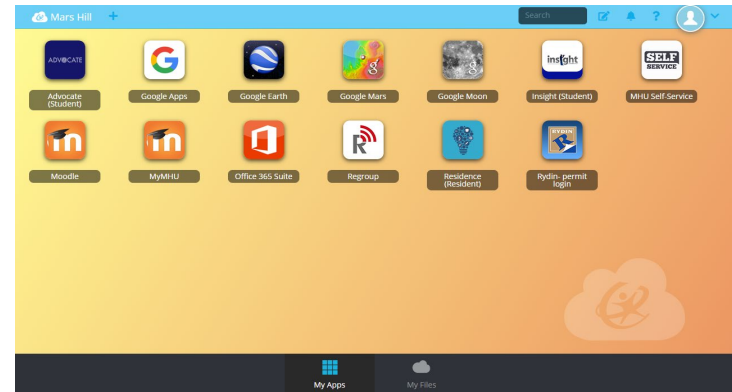 Mars Hill
Search
ADVOCATE
insight
SELF
SERVICE
Advocate
(Student)
Google Apps
Google Earth
Google Mars
Google Moon
Insight (Student)
MHU Self-Service
RYDIN
Moodle
MyMHU
Office 365 Suite
Regroup
Residence
(Resident)
Rydin- permit
login
My Apps
My Files